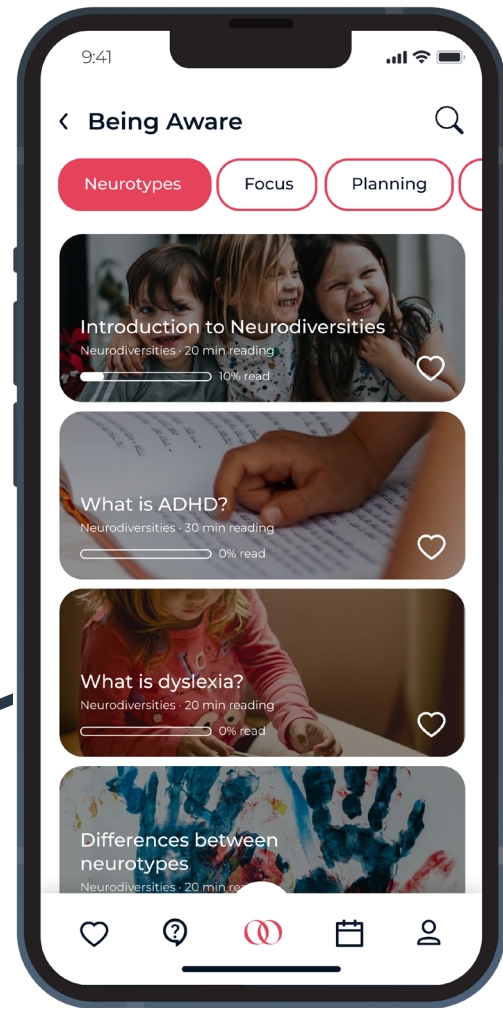 9:41
Being Aware
Neurotypes Focus Planning
Introduction to Neurodiversities
Neurodiversities · 20 min reading
10% read
What is ADHD?
Neurodiversities · 30 min reading
0% read
What is dyslexia?
Neurodiversities · 20 min reading
0% read
Differences between
neurotypes
Neurodiversities · 20 min